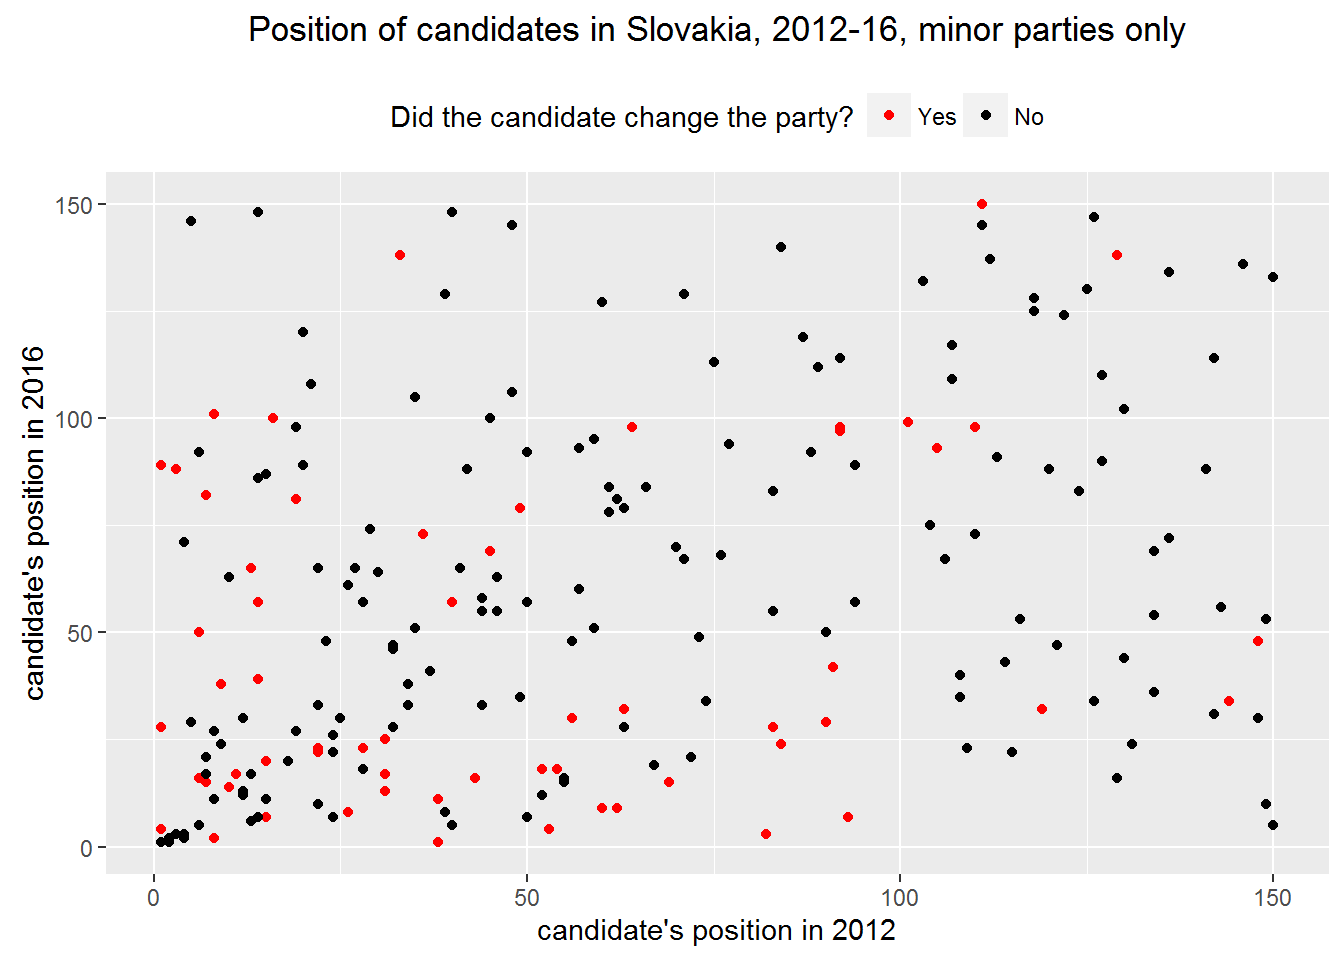 Position of candidates in Slovakia, 2012-16, minor parties only
Did the candidate change the party? Yes No
candidate's position in 2016
150
100
50
0
0 50 100 150
candidate's position in 2012